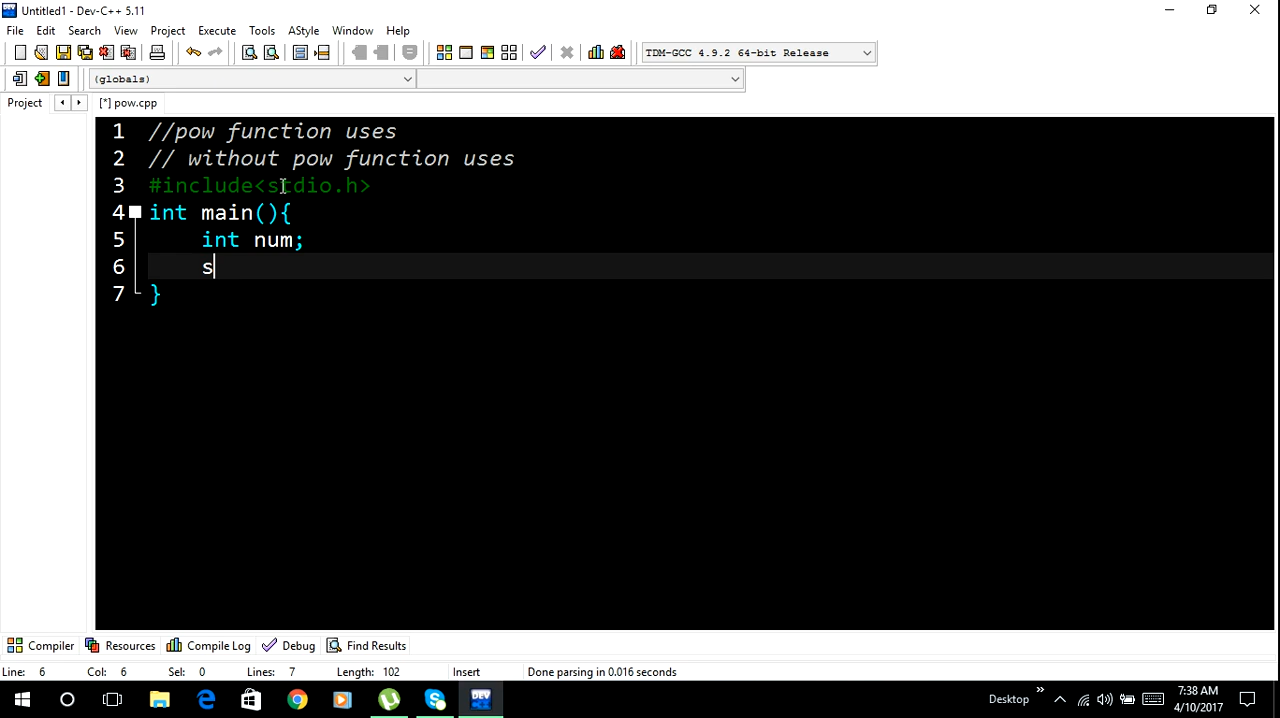 Untitled1 - Dev-C++ 5.11
File Edit Search View Project Execute Tools AStyle Window Help
TDM-GCC 4.9.2 64-bit Release
(globals)
Project [*] pow.cpp
1 //pow function uses
2 // without pow function uses
3 #include<stdio.h>
4 int main(){
5 int num;
6 s
7 }
Compiler Resources Compile Log Debug Find Results
Line: 6 Col: 6 Sel: 0 Lines: 7 Length: 102 Insert Done parsing in 0.016 seconds
DEV
Desktop » 7:38 AM
4/10/2017